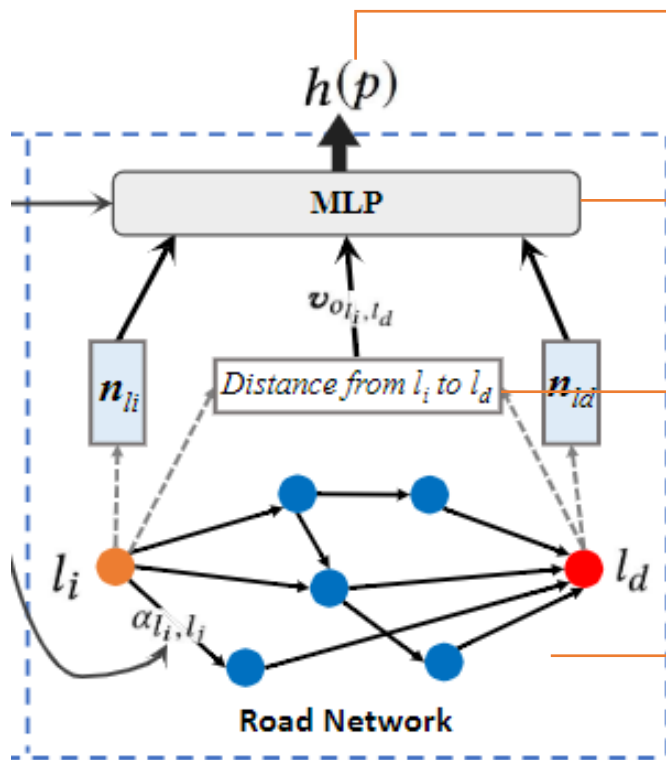 h(p)
MLP
v_{o_{l_i, l_d}}
n_{li}
Distance from l_i to l_d
n_{ld}
l_i
l_d
α_{l_i, l_j}
Road Network